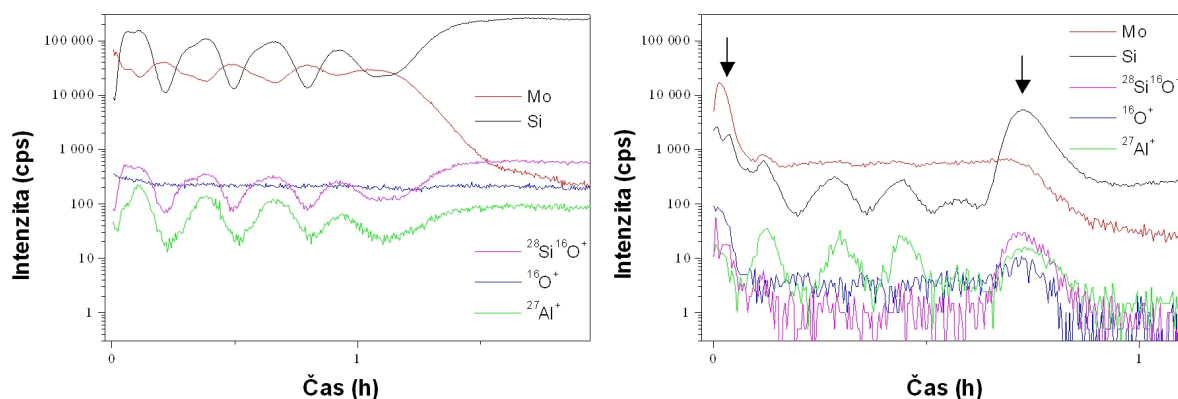 Intenzita (cps)
100 000
10 000
1 000
100
10
1
Mo
Si
²⁸Si¹⁶O⁺
¹⁶O⁺
²⁷Al⁺
0
1
Čas (h)
Intenzita (cps)
100 000
10 000
1 000
100
10
1
Mo
Si
²⁸Si¹⁶O⁺
¹⁶O⁺
²⁷Al⁺
0
1
Čas (h)